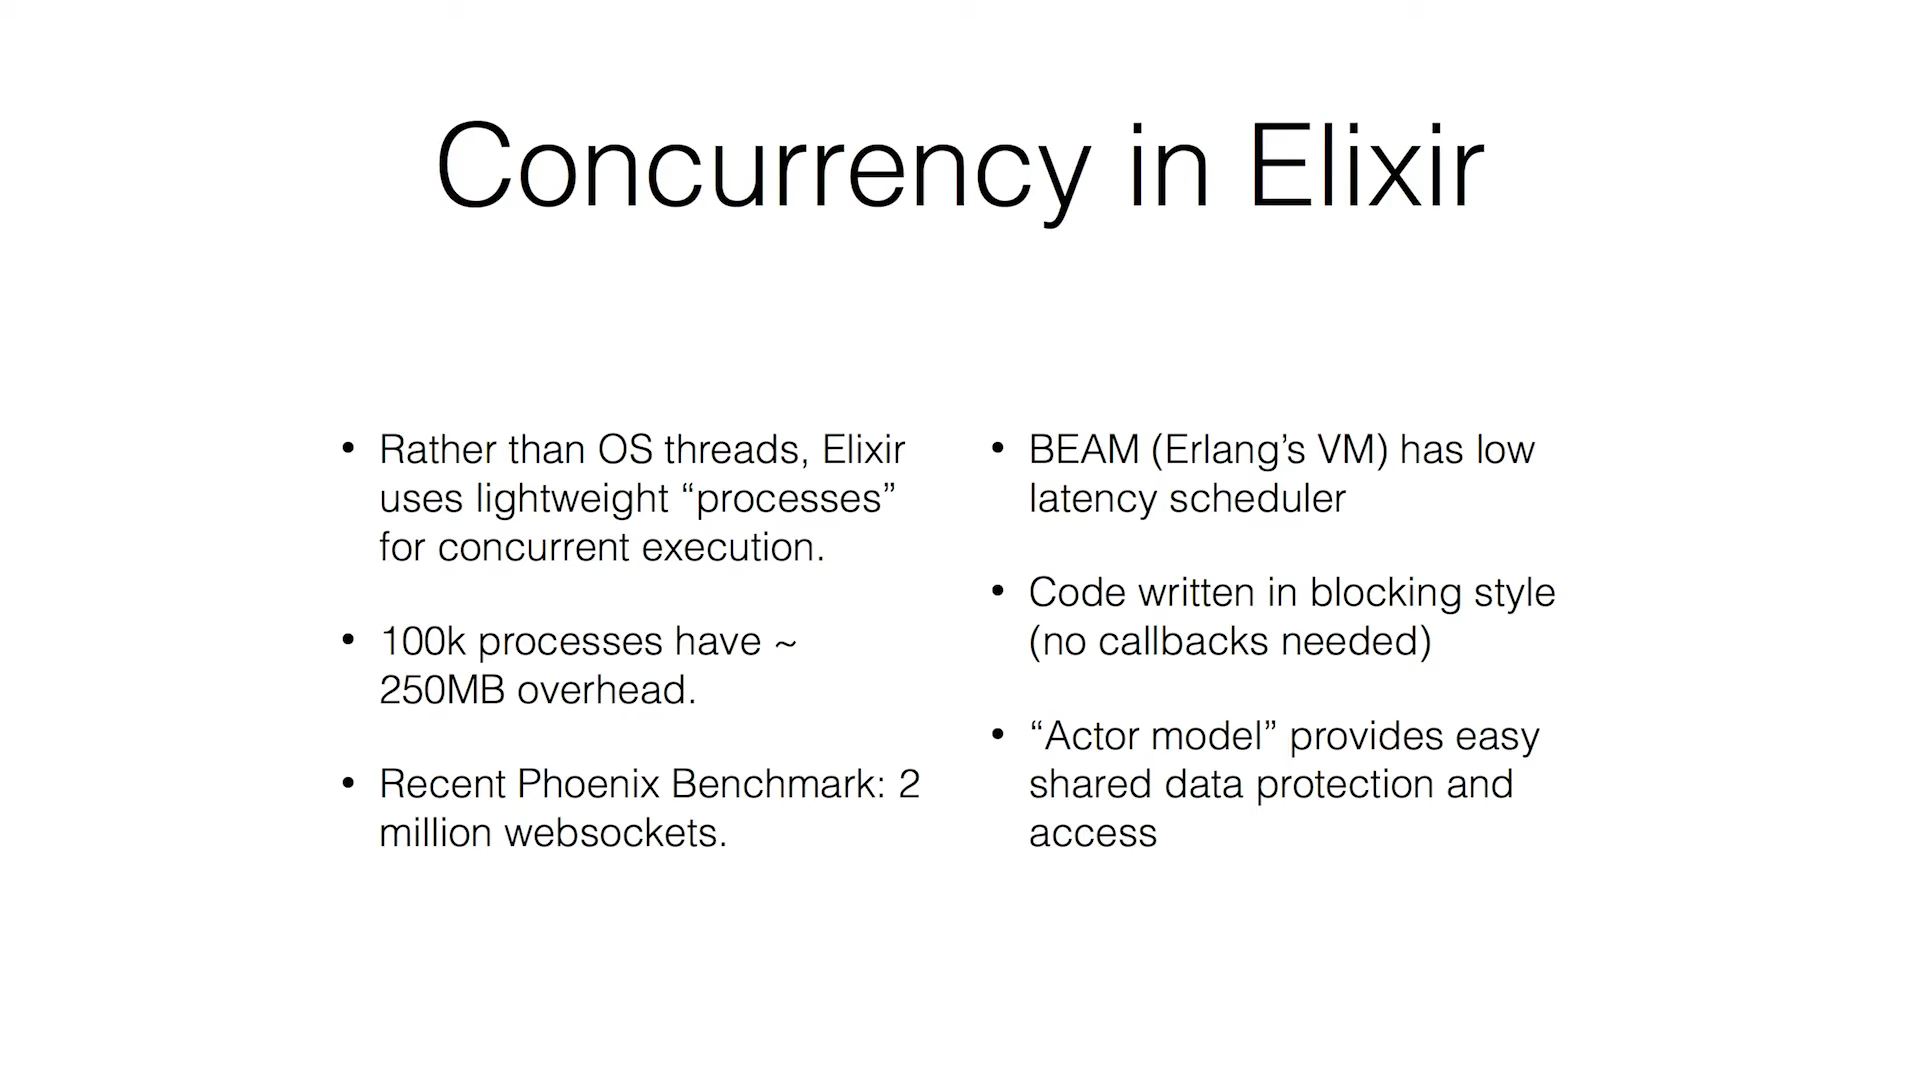 Concurrency in Elixir
• Rather than OS threads, Elixir
uses lightweight “processes”
for concurrent execution.
• 100k processes have ~
250MB overhead.
• Recent Phoenix Benchmark: 2
million websockets.
• BEAM (Erlang’s VM) has low
latency scheduler
• Code written in blocking style
(no callbacks needed)
• “Actor model” provides easy
shared data protection and
access